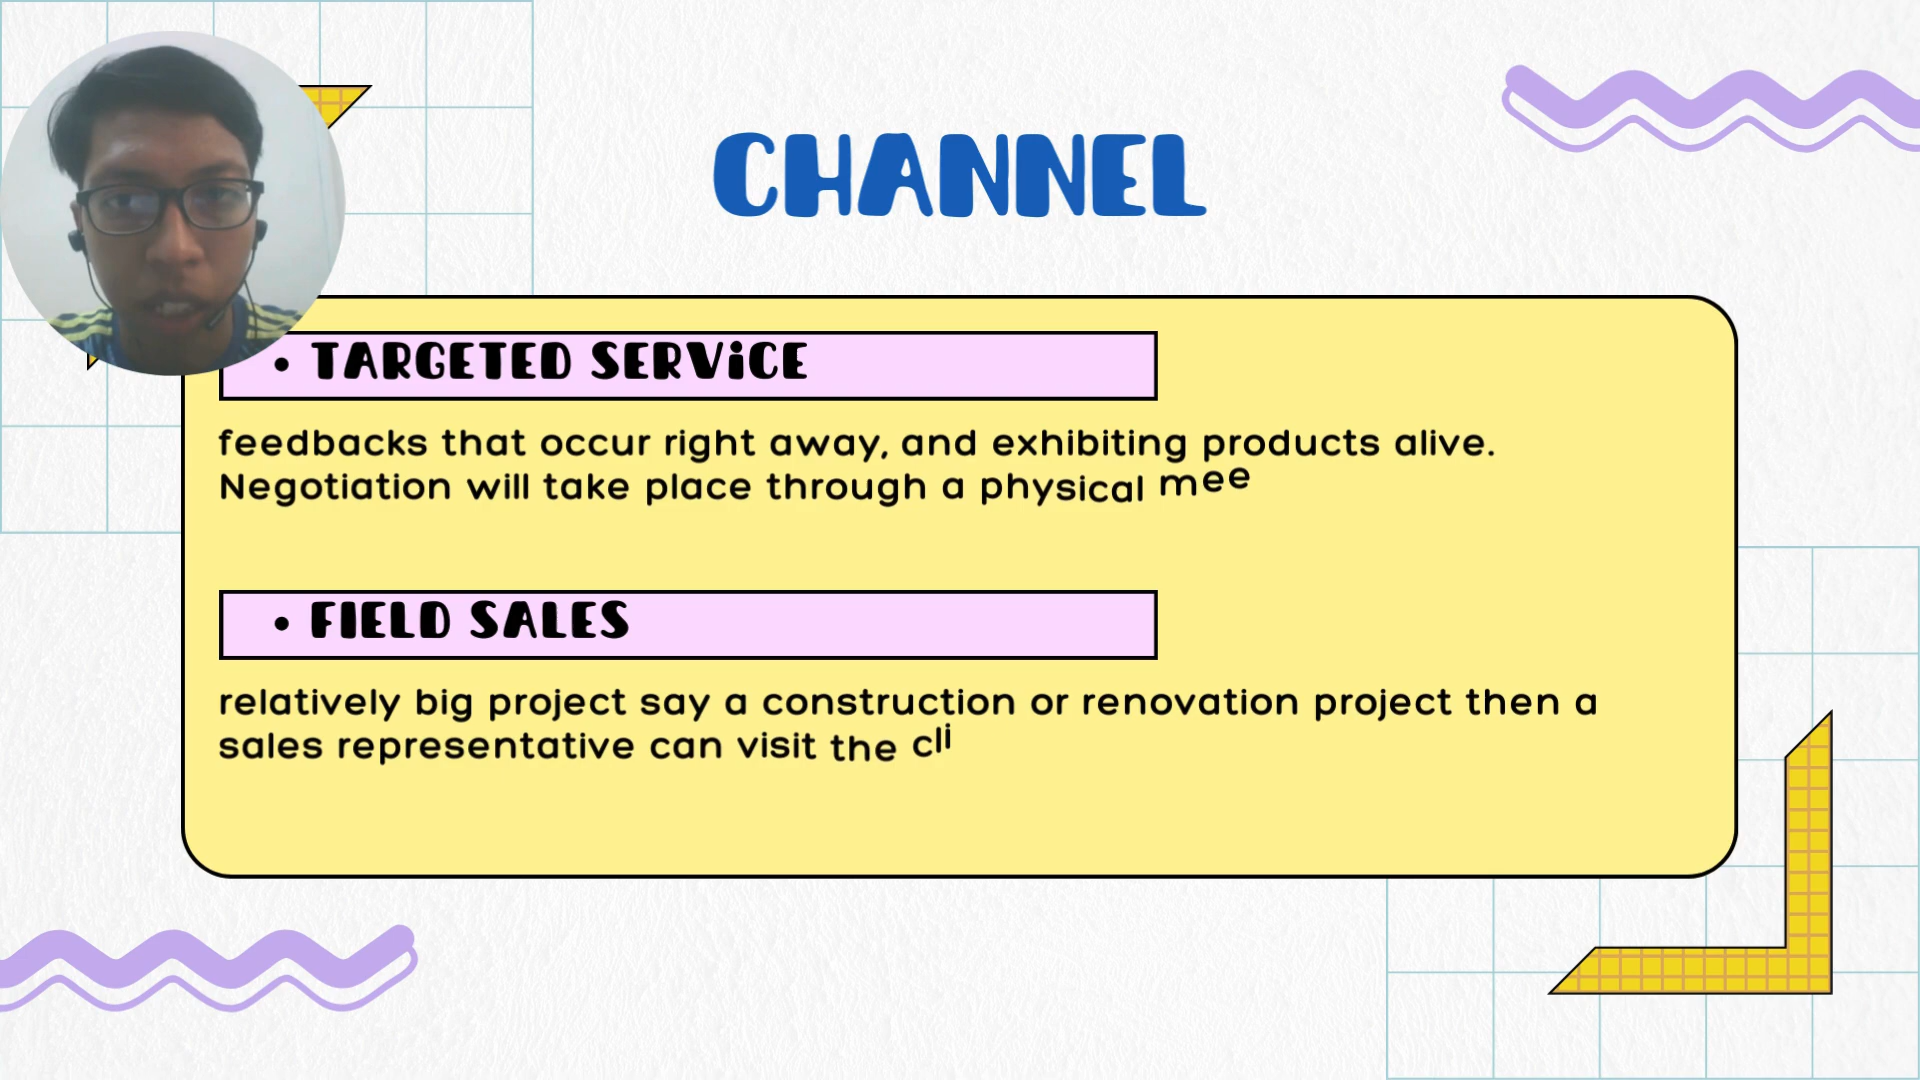 CHANNEL
• TARGETED SERViCE
feedbacks that occur right away, and exhibiting products alive.
Negotiation will take place through a physical mee
• FIELD SALES
relatively big project say a construction or renovation project then a
sales representative can visit the cli